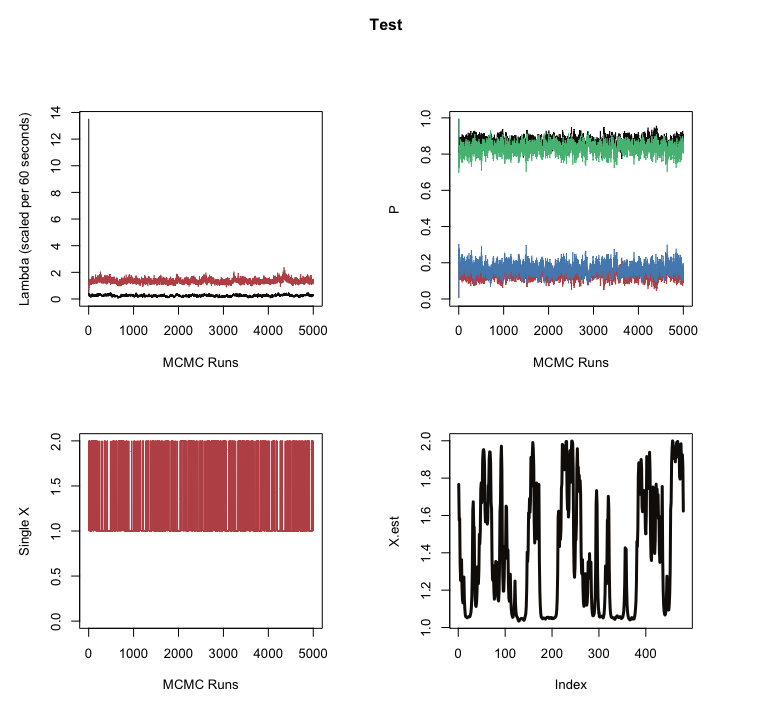 Test
Lambda (scaled per 60 seconds)
0 2 4 6 8 10 12 14
0 1000 2000 3000 4000 5000
MCMC Runs
P
0.0 0.2 0.4 0.6 0.8 1.0
0 1000 2000 3000 4000 5000
MCMC Runs
Single X
0.0 0.5 1.0 1.5 2.0
0 1000 2000 3000 4000 5000
MCMC Runs
X.est
1.0 1.2 1.4 1.6 1.8 2.0
0 100 200 300 400
Index